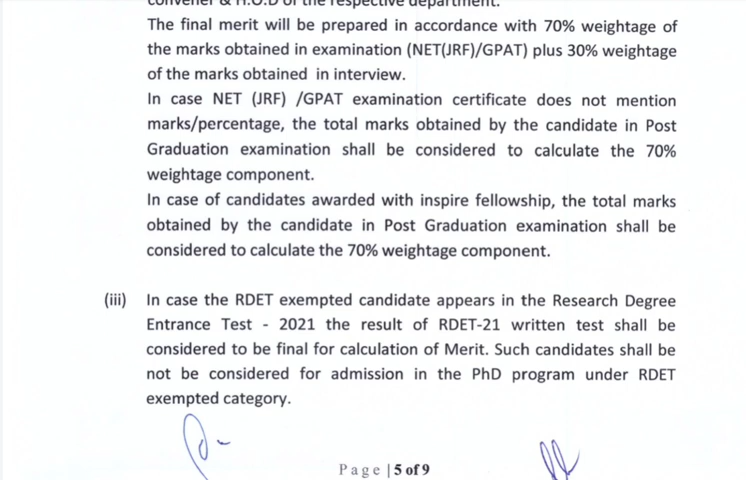 convener & H.O.D of the respective department.
The final merit will be prepared in accordance with 70% weightage of
the marks obtained in examination (NET(JRF)/GPAT) plus 30% weightage
of the marks obtained in interview.
In case NET (JRF) /GPAT examination certificate does not mention
marks/percentage, the total marks obtained by the candidate in Post
Graduation examination shall be considered to calculate the 70%
weightage component.
In case of candidates awarded with inspire fellowship, the total marks
obtained by the candidate in Post Graduation examination shall be
considered to calculate the 70% weightage component.
(iii) In case the RDET exempted candidate appears in the Research Degree
Entrance Test - 2021 the result of RDET-21 written test shall be
considered to be final for calculation of Merit. Such candidates shall be
not be considered for admission in the PhD program under RDET
exempted category.
Page | 5 of 9